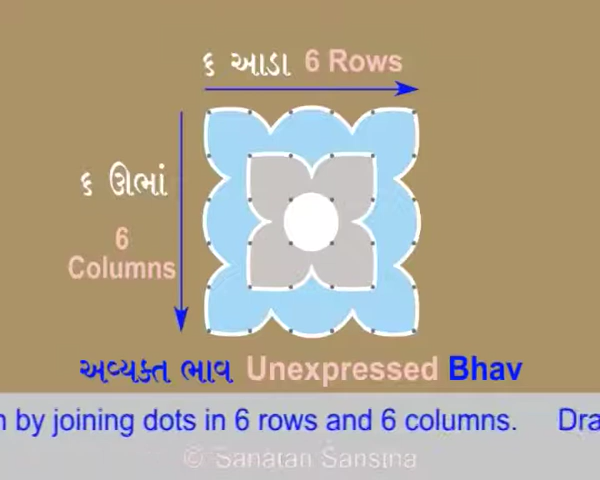 ૬ આડા 6 Rows
૬ ઊભાં
6
Columns
અવ્યક્ત ભાવ Unexpressed Bhav
by joining dots in 6 rows and 6 columns.
© Sanatan Sanstha